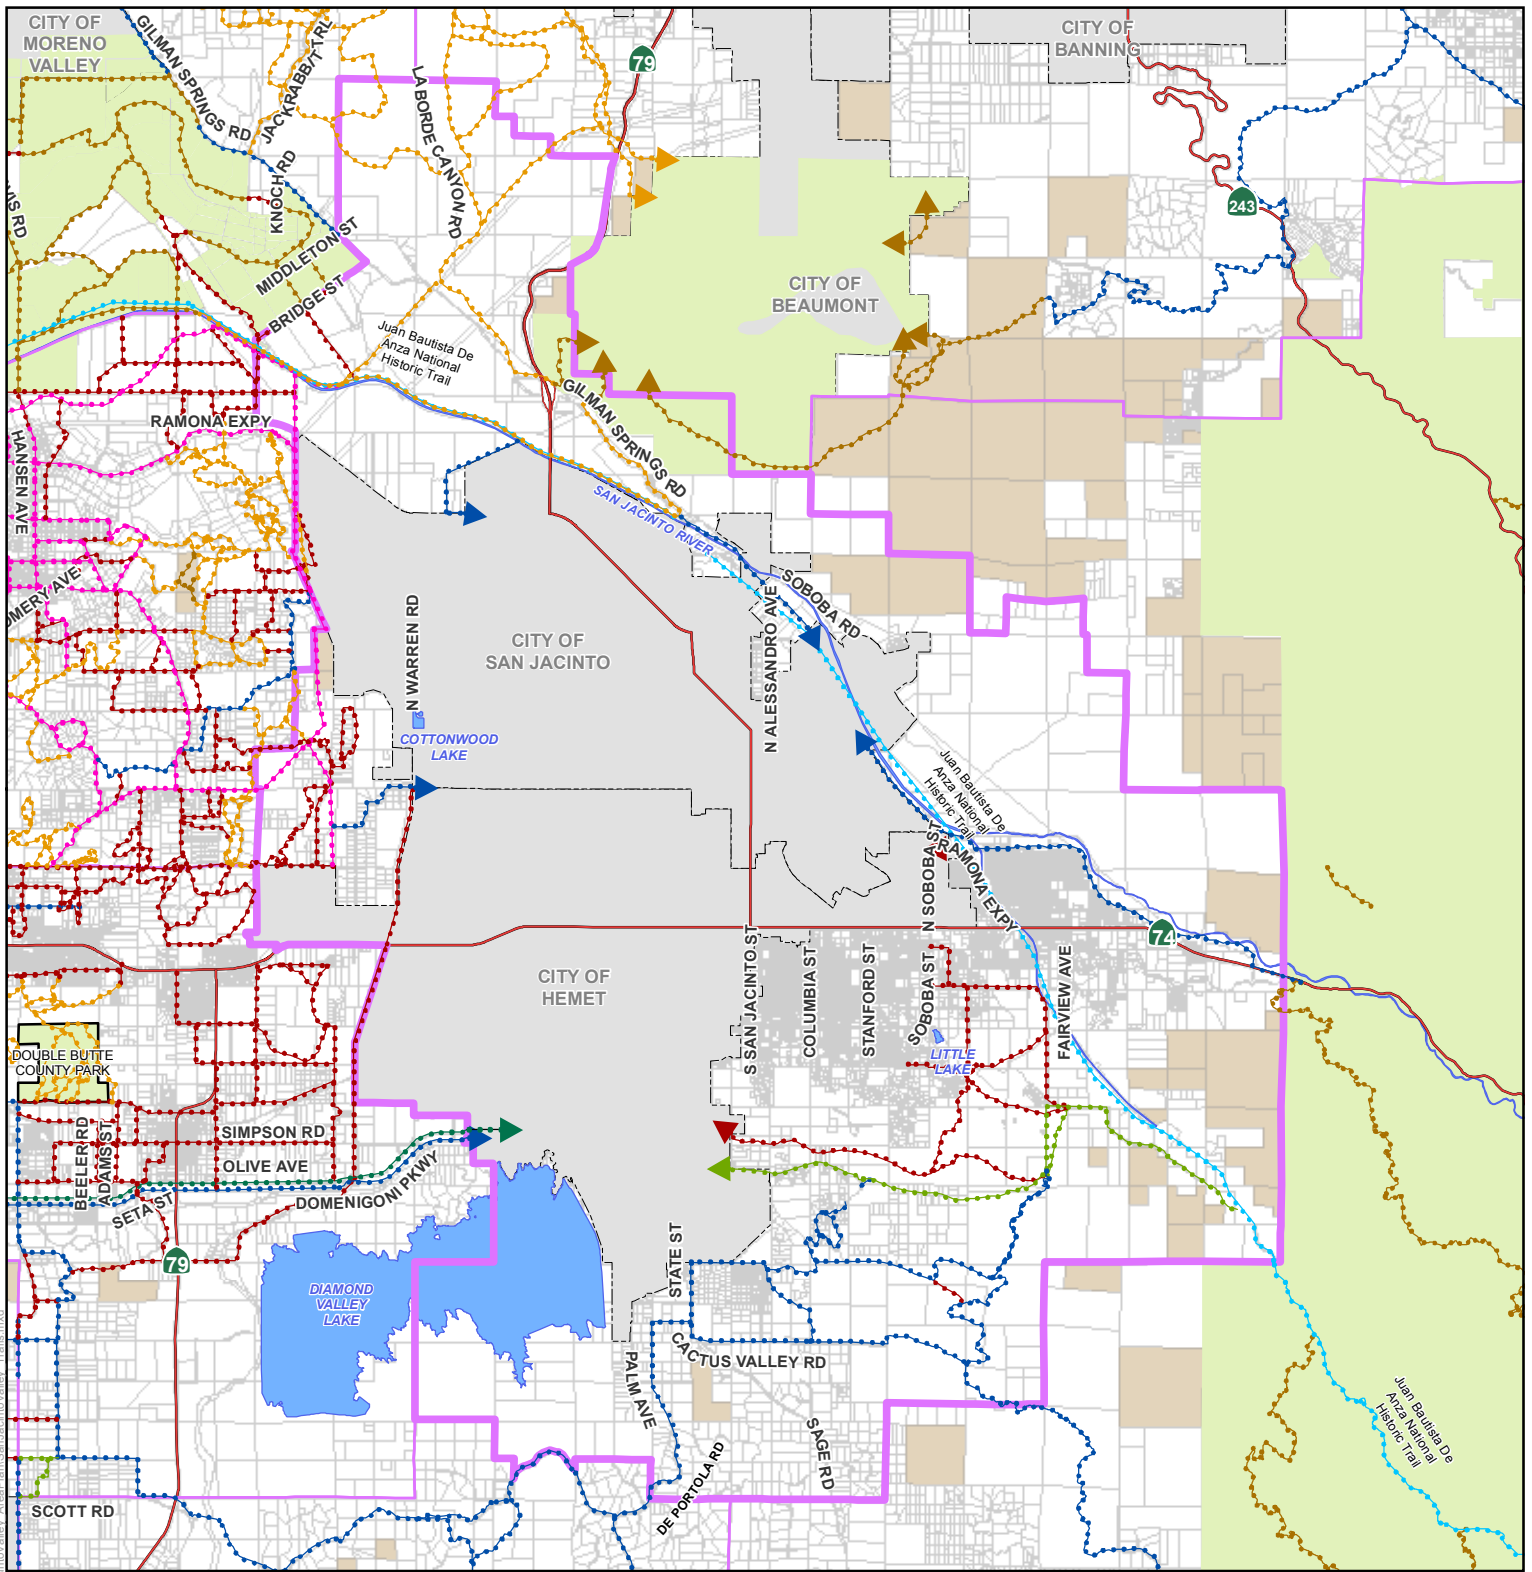 CITY OF
MORENO
VALLEY
GILMAN SPRINGS RD
JACKRABBIT TRL
LABORDE CANYON RD
79
CITY OF
BANNING
KNOCH RD
243
MIDDLETON ST
BRIDGE ST
CITY OF
BEAUMONT
Juan Bautista De
Anza National
Historic Trail
GILMAN SPRINGS RD
RAMONA EXPY
HANSEN AVE
SAN JACINTO RIVER
SOBOBA RD
N ALESSANDRO AVE
N WARREN RD
CITY OF
SAN JACINTO
COTTONWOOD
LAKE
Juan Bautista De
Anza National
Historic Trail
N SOBOBA ST
RAMONA EXPY
74
CITY OF
HEMET
S SAN JACINTO ST
COLUMBIA ST
STANFORD ST
SOBOBA ST
FAIRVIEW AVE
LITTLE
LAKE
DOUBLE BUTTE
COUNTY PARK
BEELER RD
ADAMS ST
SIMPSON RD
OLIVE AVE
SETA ST
DOMENIGONI PKWY
79
DIAMOND
VALLEY
LAKE
STATE ST
CACTUS VALLEY RD
PALM AVE
SAGE RD
DE PORTOLA RD
Juan Bautista De
Anza National
Historic Trail
SCOTT RD